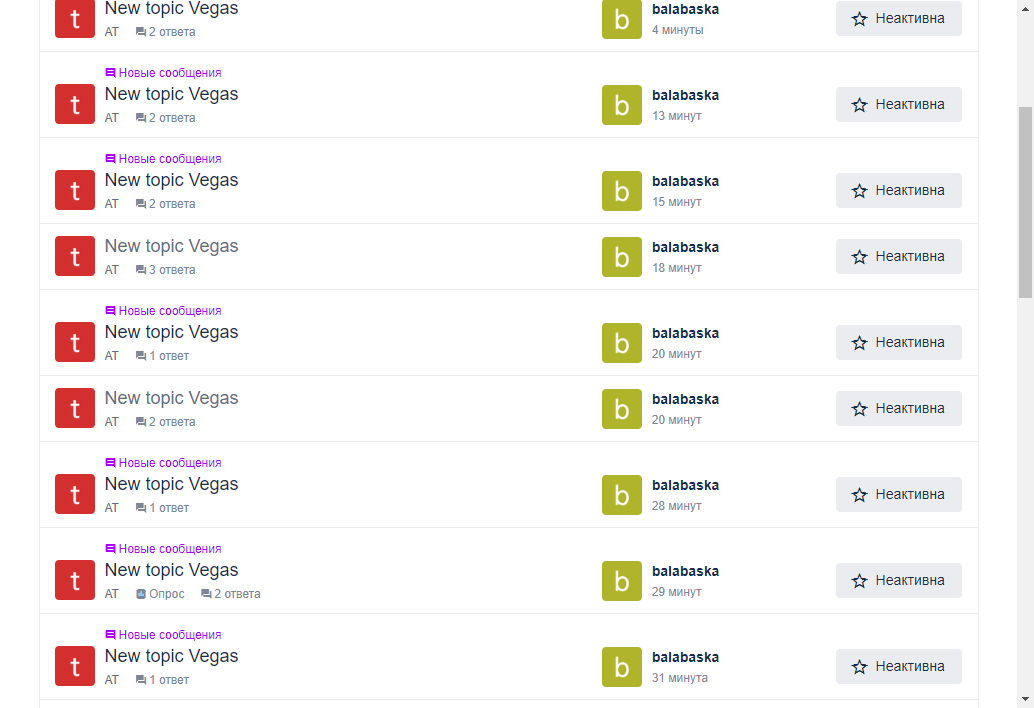 t New topic Vegas
AT 2 ответа
b balabaska
4 минуты
Неактивна
Новые сообщения
t New topic Vegas
AT 2 ответа
b balabaska
13 минут
Неактивна
Новые сообщения
t New topic Vegas
AT 2 ответа
b balabaska
15 минут
Неактивна
t New topic Vegas
AT 3 ответа
b balabaska
18 минут
Неактивна
Новые сообщения
t New topic Vegas
AT 1 ответ
b balabaska
20 минут
Неактивна
t New topic Vegas
AT 2 ответа
b balabaska
20 минут
Неактивна
Новые сообщения
t New topic Vegas
AT 1 ответ
b balabaska
28 минут
Неактивна
Новые сообщения
t New topic Vegas
AT Опрос 2 ответа
b balabaska
29 минут
Неактивна
Новые сообщения
t New topic Vegas
AT 1 ответ
b balabaska
31 минута
Неактивна